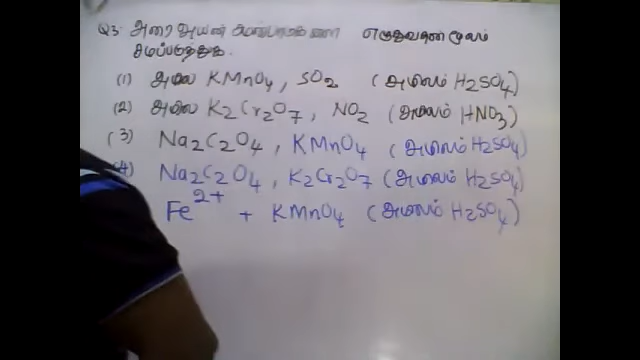 Q3. அரை அயன் சமன்பாடுகளை எழுதுவதன் மூலம்
சமப்படுத்துக.
(1) அமில KMnO4, SO2 (அமிலம் H2SO4)
(2) அமில K2Cr2O7, NO2 (அமிலம் HNO3)
(3) Na2C2O4, KMnO4 (அமிலம் H2SO4)
(4) Na2C2O4, K2Cr2O7 (அமிலம் H2SO4)
Fe2+ + KMnO4 (அமிலம் H2SO4)